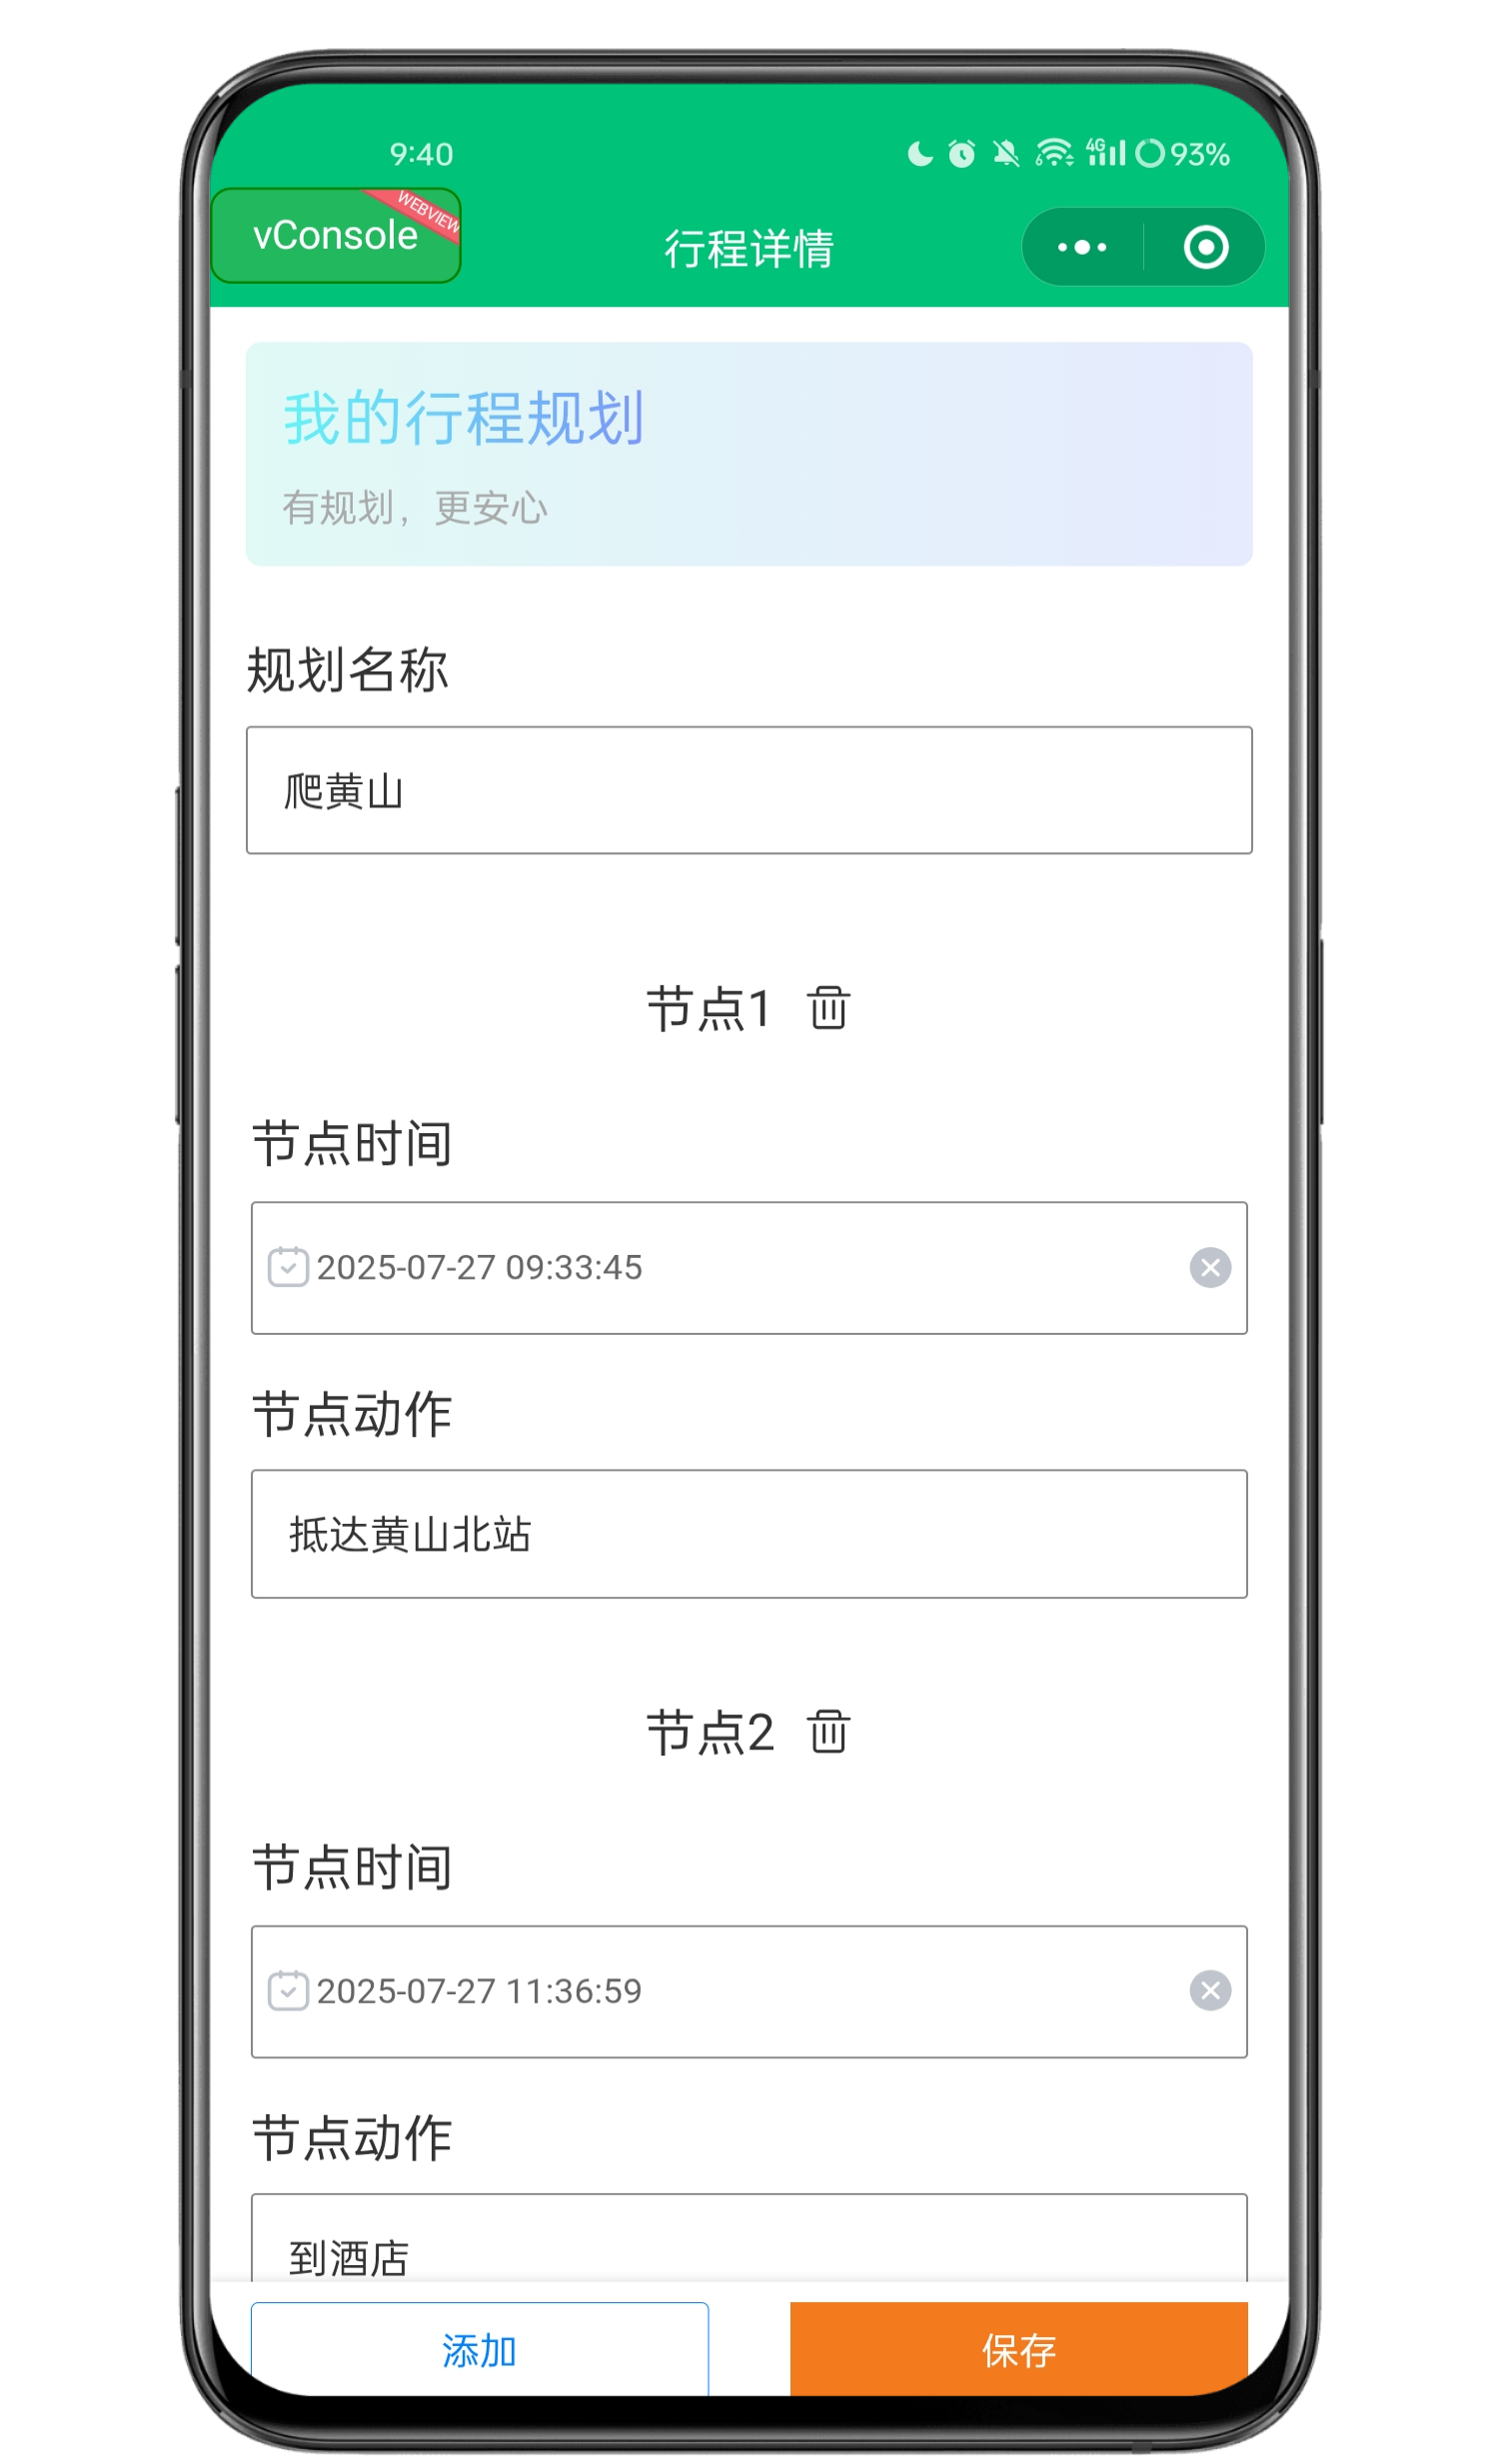 9:40
6
4G
93%
vConsole
WEBVIEW
行程详情
我的行程规划
有规划，更安心
规划名称
爬黄山
节点1
节点时间
2025-07-27 09:33:45
节点动作
抵达黄山北站
节点2
节点时间
2025-07-27 11:36:59
节点动作
到酒店
添加
保存